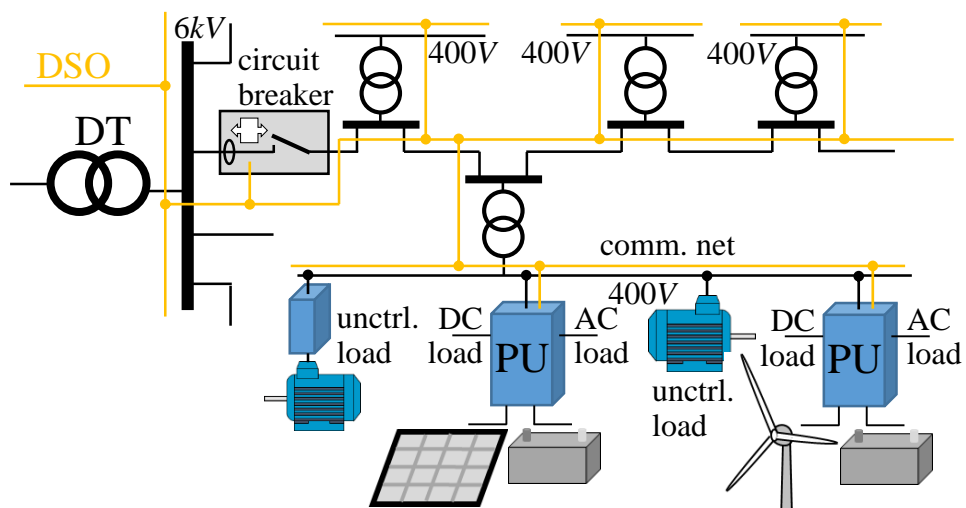 6kV
DSO
circuit
breaker
400V
400V
400V
DT
comm. net
400V
unctrl.
load
DC
load
PU
AC
load
unctrl.
load
DC
load
PU
AC
load